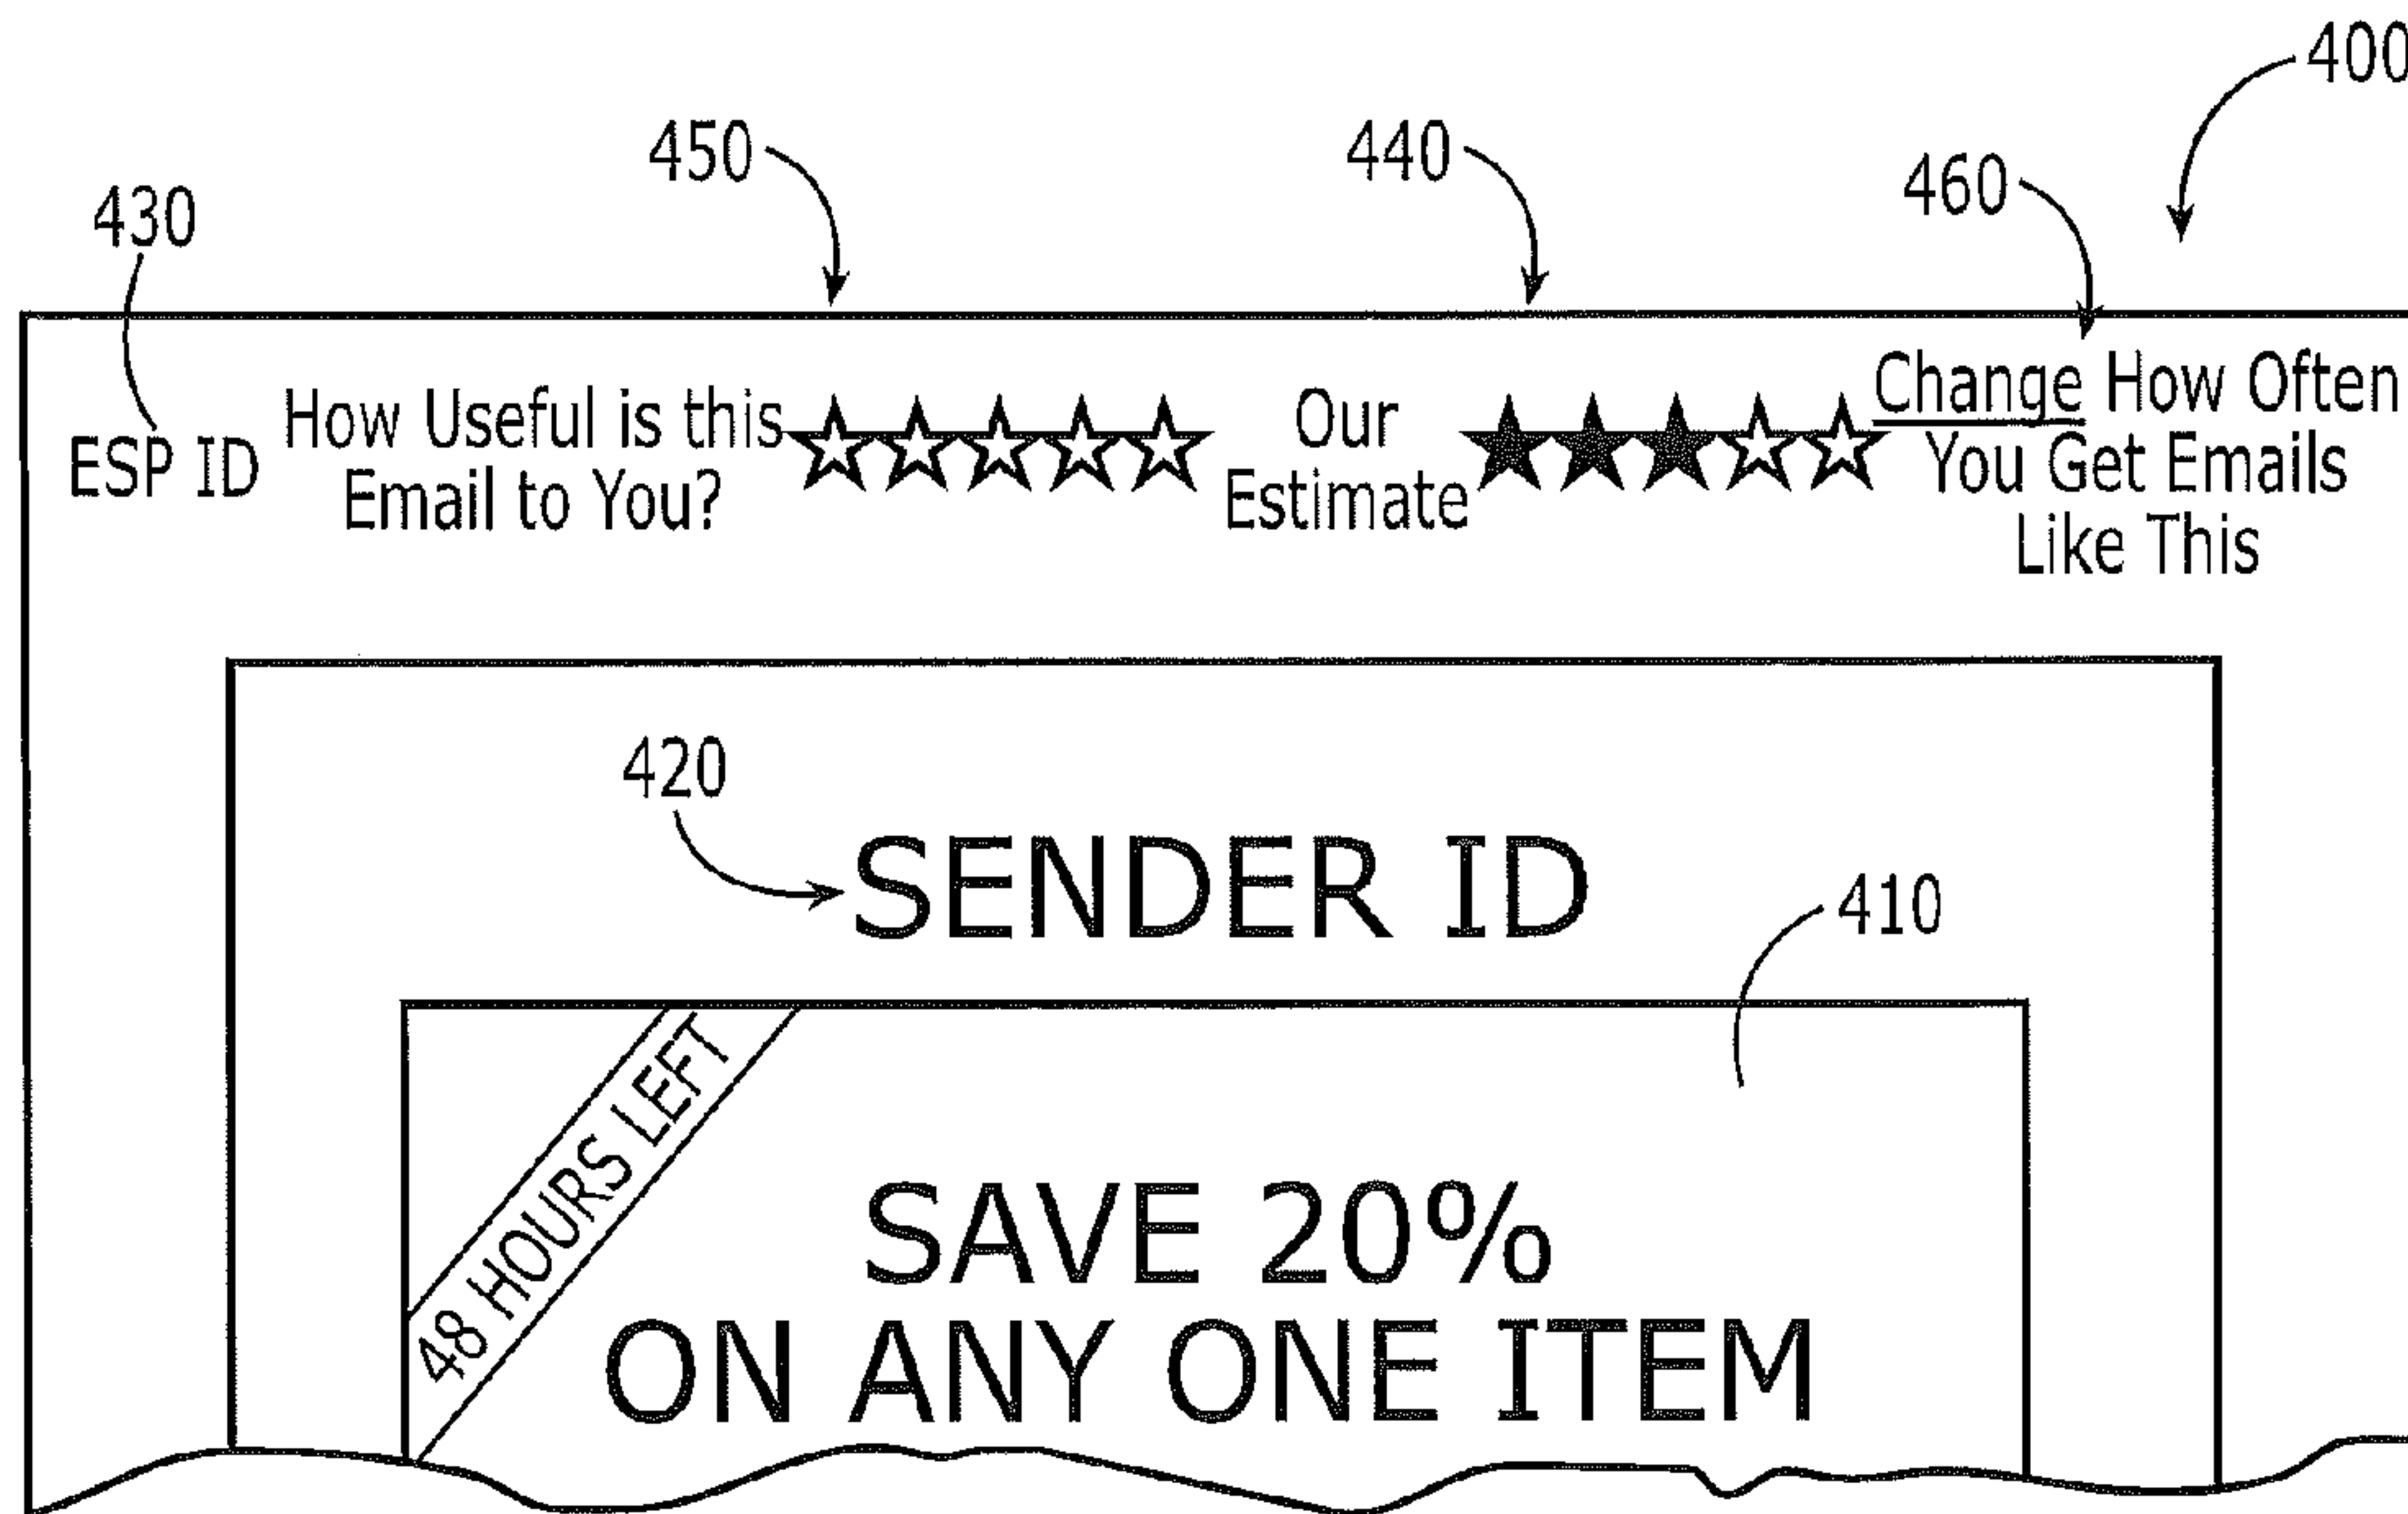 400
450
440
460
430
ESP ID
How Useful is this
Email to You?
Our
Estimate
Change How Often
You Get Emails
Like This
420
SENDER ID
410
48 HOURS LEFT
SAVE 20%
ON ANY ONE ITEM